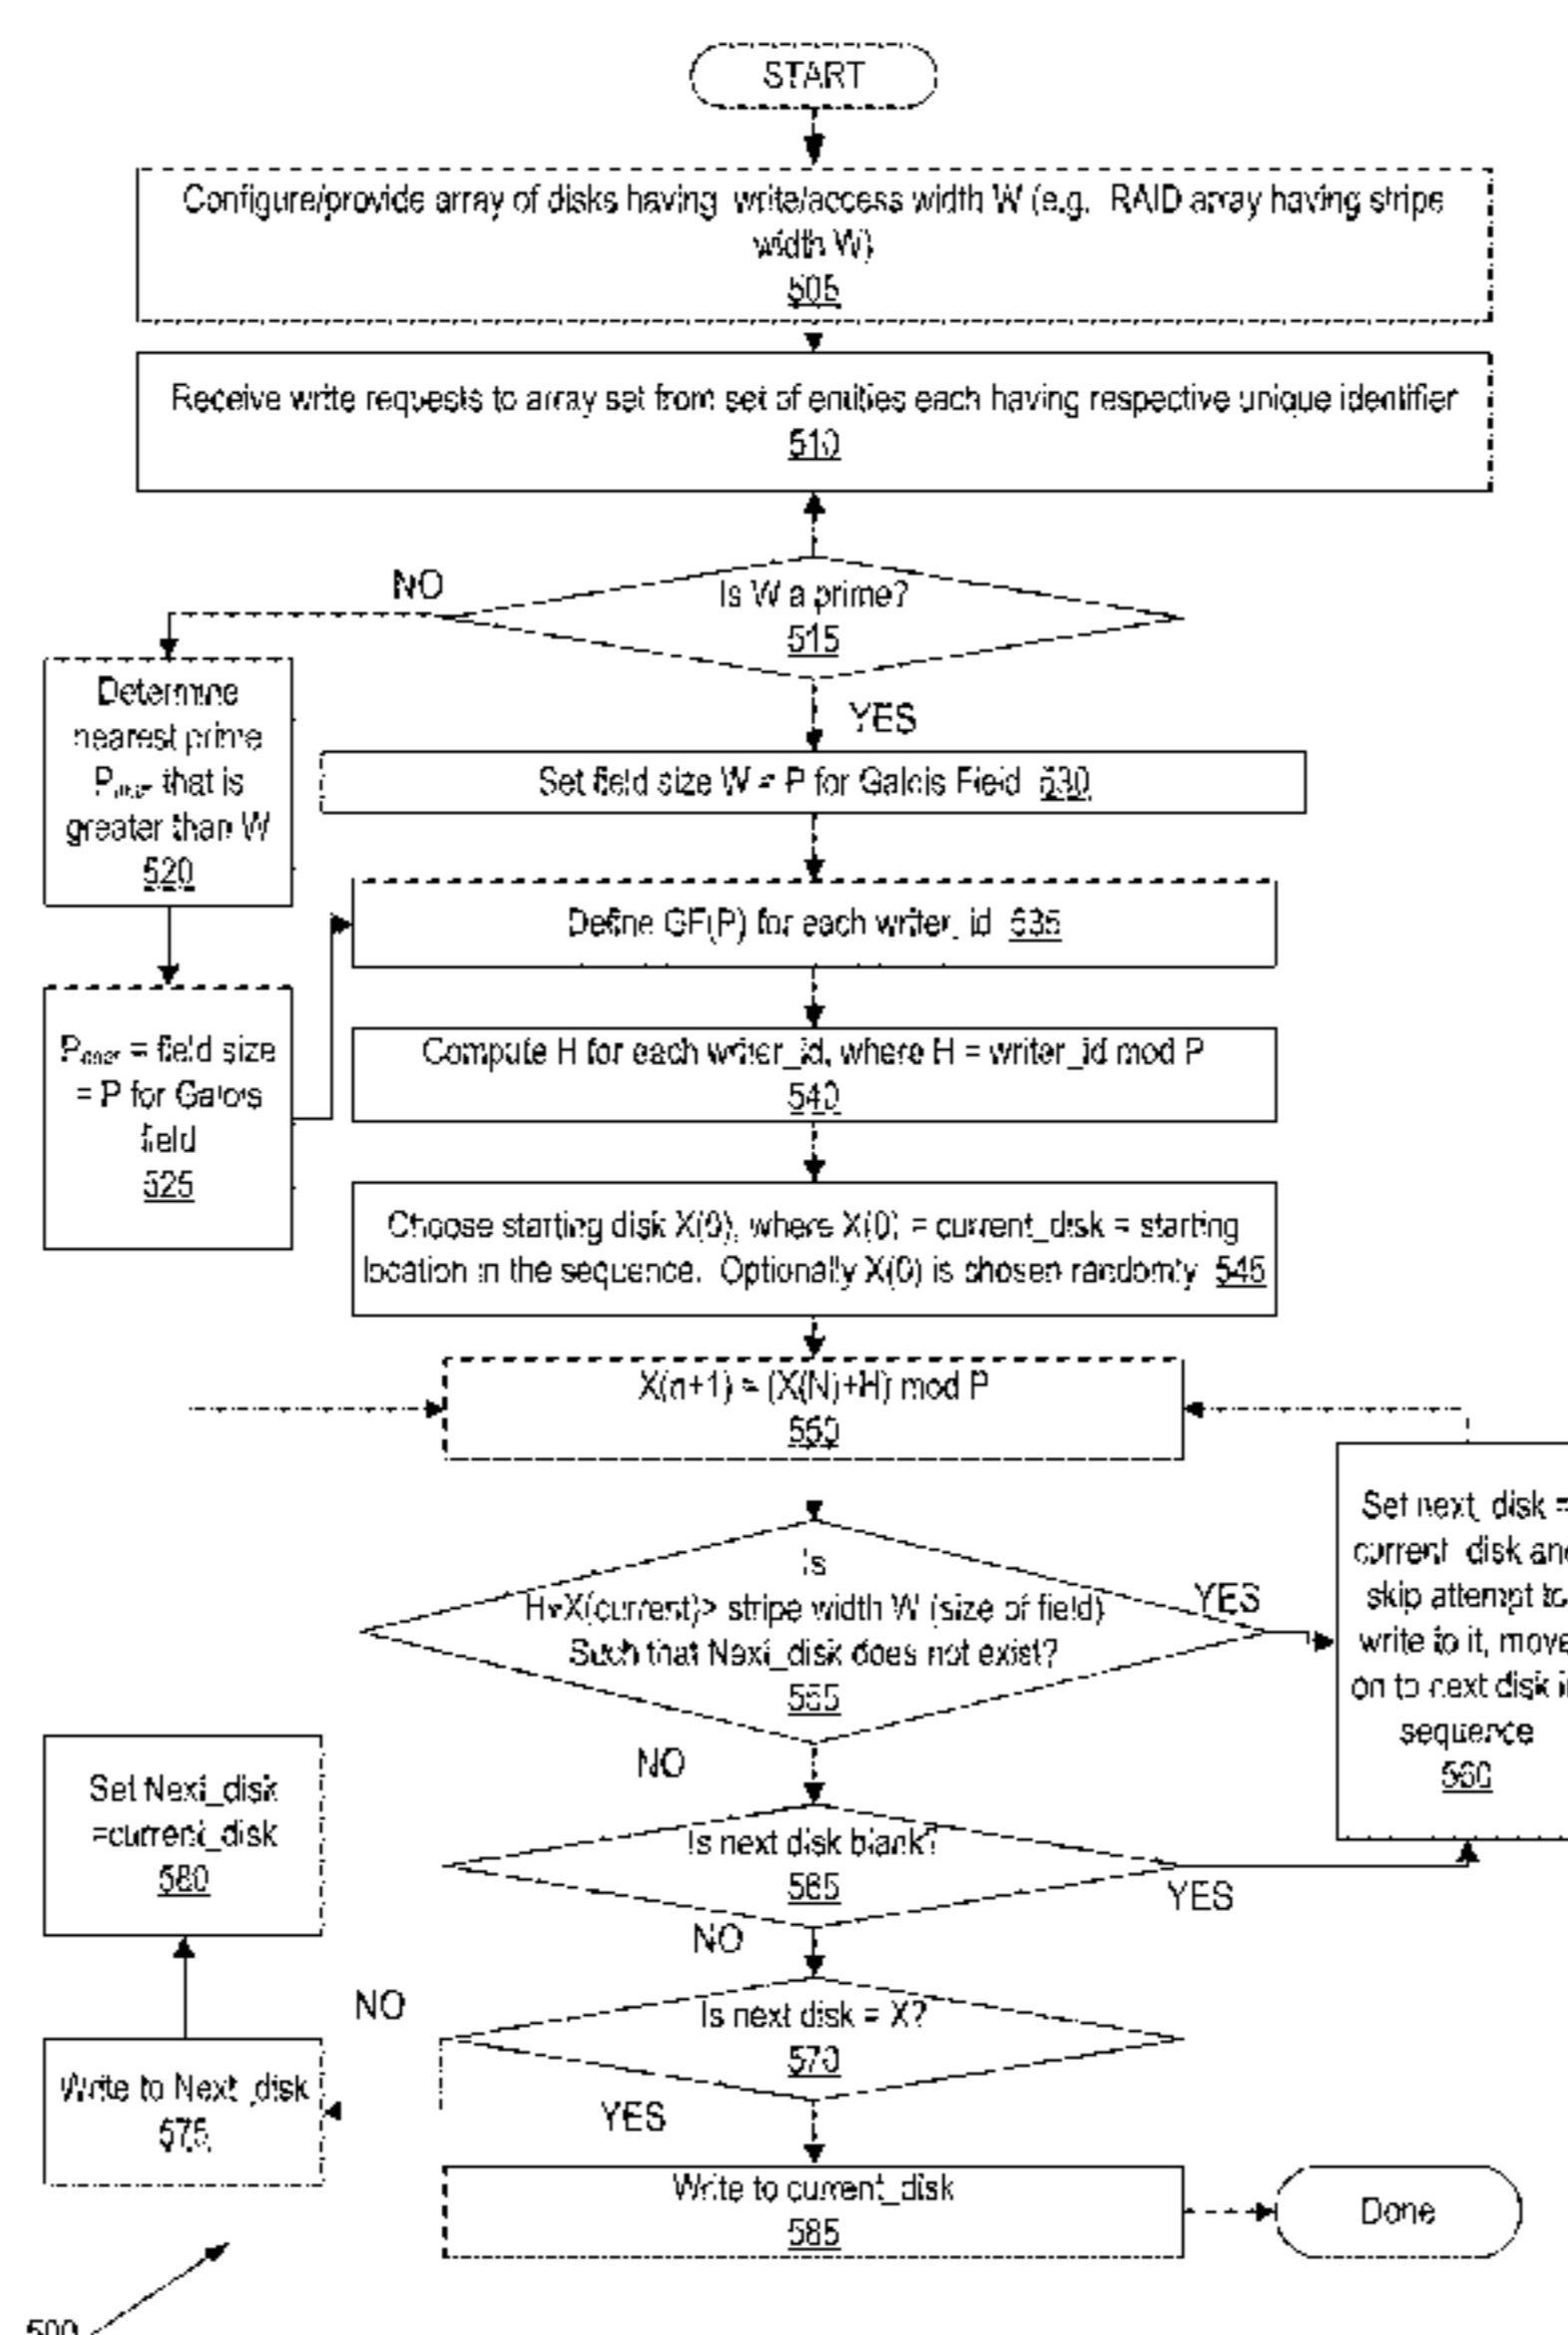 START
Configure/provide array of disks having write/access width W (e.g. RAID array having stripe
width W)
505
Receive write requests to array set from set of entities each having respective unique identifier
510
NO
Is W a prime?
515
YES
Determine
nearest prime
P that is
greater than W
520
Set field size W = P for Galois Field 530
Define GF(P) for each writer_id 535
P = field size
= P for Galois
field
525
Compute H for each writer_id, where H = writer_id mod P
540
Choose starting disk X(0), where X(0) = current_disk = starting
location in the sequence. Optionally X(0) is chosen randomly 545
X(n+1) = (X(N)+H) mod P
550
Is
H+X(current)> stripe width W (size of field)
Such that Next_disk does not exist?
555
YES
Set next_disk =
current_disk and
skip attempt to
write to it, move
on to next disk
sequence
560
NO
Set Next_disk
=current_disk
580
Is next disk blank?
565
YES
NO
NO
Is next disk = X?
570
Write to Next_disk
575
YES
Write to current_disk
585
Done
500